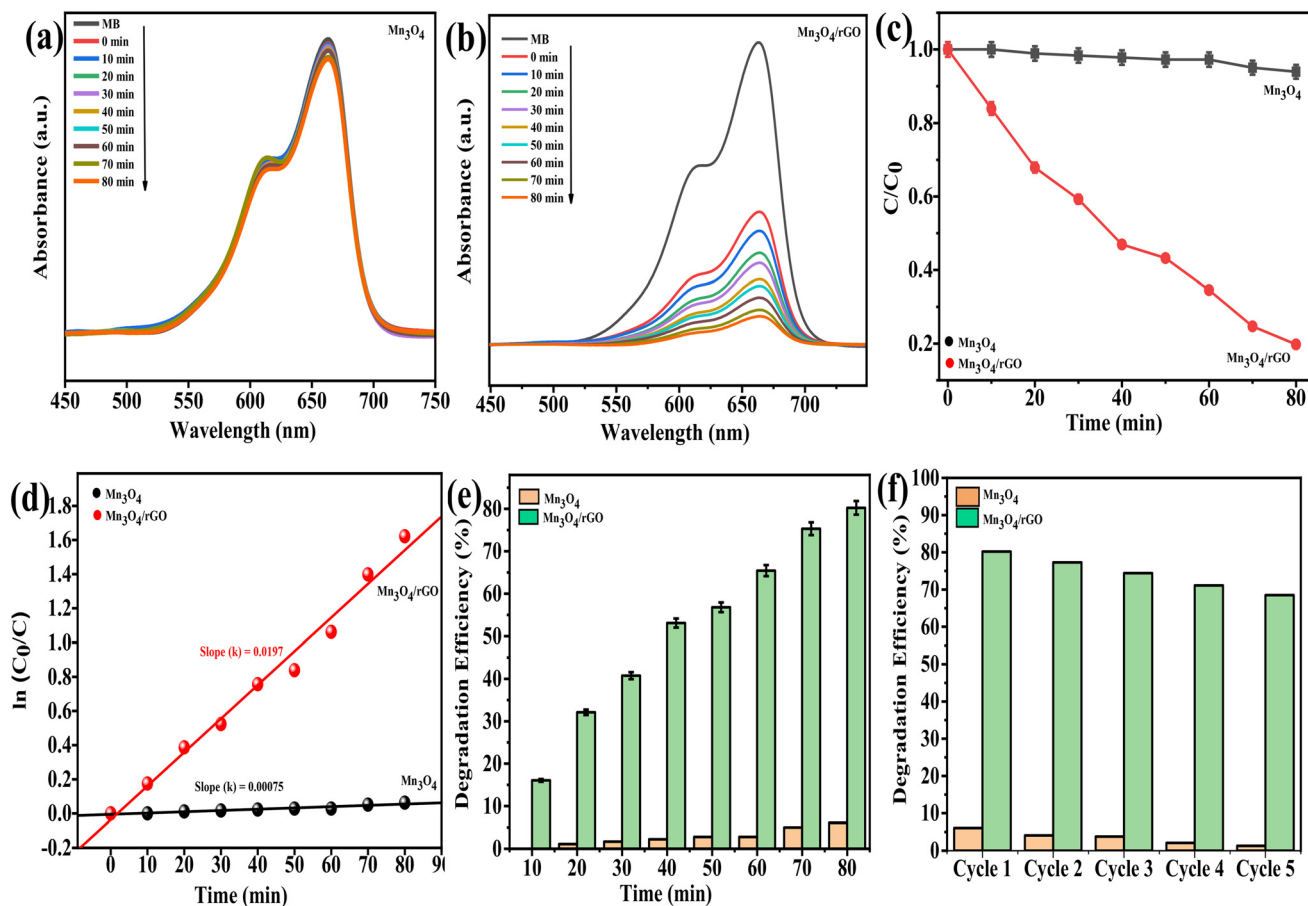 (a)
Mn₃O₄
MB
0 min
10 min
20 min
30 min
40 min
50 min
60 min
70 min
80 min
Absorbance (a.u.)
450 500 550 600 650 700 750
Wavelength (nm)
(b)
Mn₃O₄/rGO
MB
0 min
10 min
20 min
30 min
40 min
50 min
60 min
70 min
80 min
Absorbance (a.u.)
450 500 550 600 650 700
Wavelength (nm)
(c)
1.0
0.8
0.6
0.4
0.2
C/C₀
Mn₃O₄
Mn₃O₄/rGO
Mn₃O₄
Mn₃O₄/rGO
0 10 20 30 40 50 60 70 80
Time (min)
(d)
Mn₃O₄
Mn₃O₄/rGO
1.8
1.6
1.4
1.2
1.0
0.8
0.6
0.4
0.2
0.0
-0.2
ln (C₀/C)
Mn₃O₄/rGO
Slope (k) = 0.0197
Slope (k) = 0.00075
Mn₃O₄
0 10 20 30 40 50 60 70 80 90
Time (min)
(e)
Mn₃O₄
Mn₃O₄/rGO
80
70
60
50
40
30
20
10
0
Degradation Efficiency (%)
10 20 30 40 50 60 70 80
Time (min)
(f)
Mn₃O₄
Mn₃O₄/rGO
100
90
80
70
60
50
40
30
20
10
0
Degradation Efficiency (%)
Cycle 1 Cycle 2 Cycle 3 Cycle 4 Cycle 5